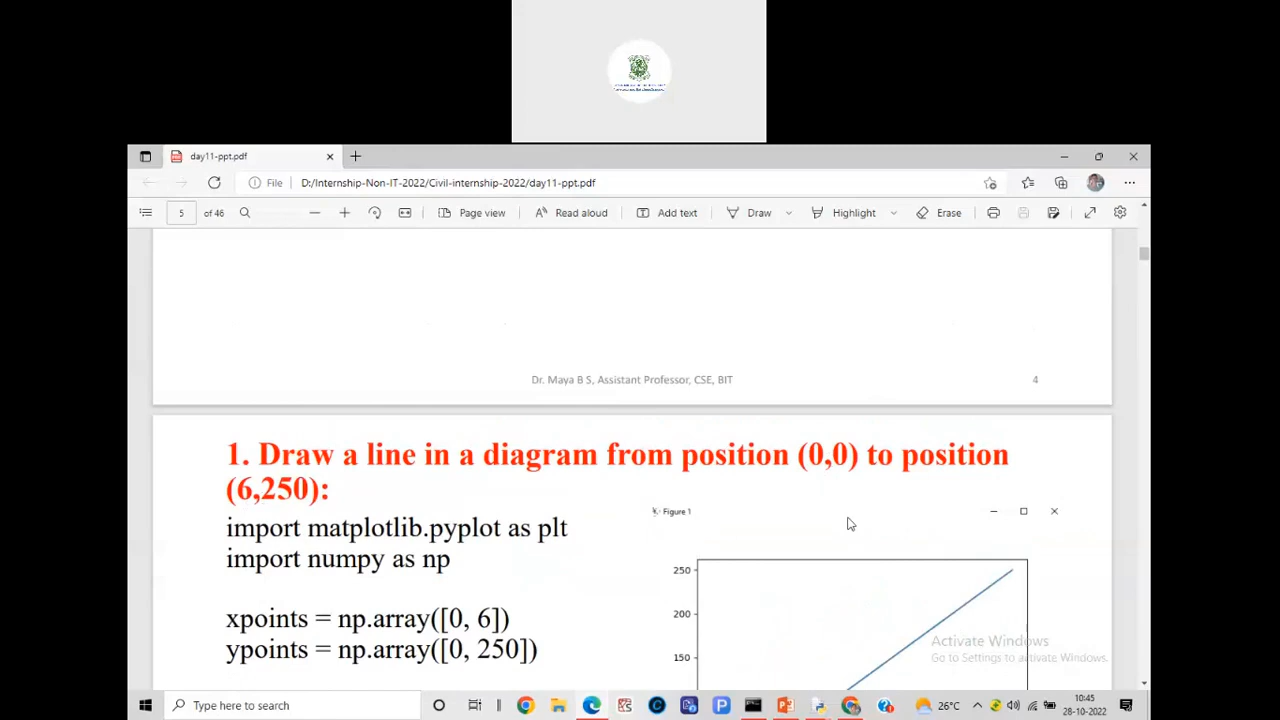 day11-ppt.pdf
File D:/Internship-Non-IT-2022/Civil-internship-2022/day11-ppt.pdf
5 of 46 Page view Read aloud Add text Draw Highlight Erase
Dr. Maya B S, Assistant Professor, CSE, BIT 4
1. Draw a line in a diagram from position (0,0) to position
(6,250):
import matplotlib.pyplot as plt
import numpy as np
xpoints = np.array([0, 6])
ypoints = np.array([0, 250])
Figure 1
250
200
150
Activate Windows
Go to Settings to activate Windows.
Type here to search
26°C
10:45
28-10-2022